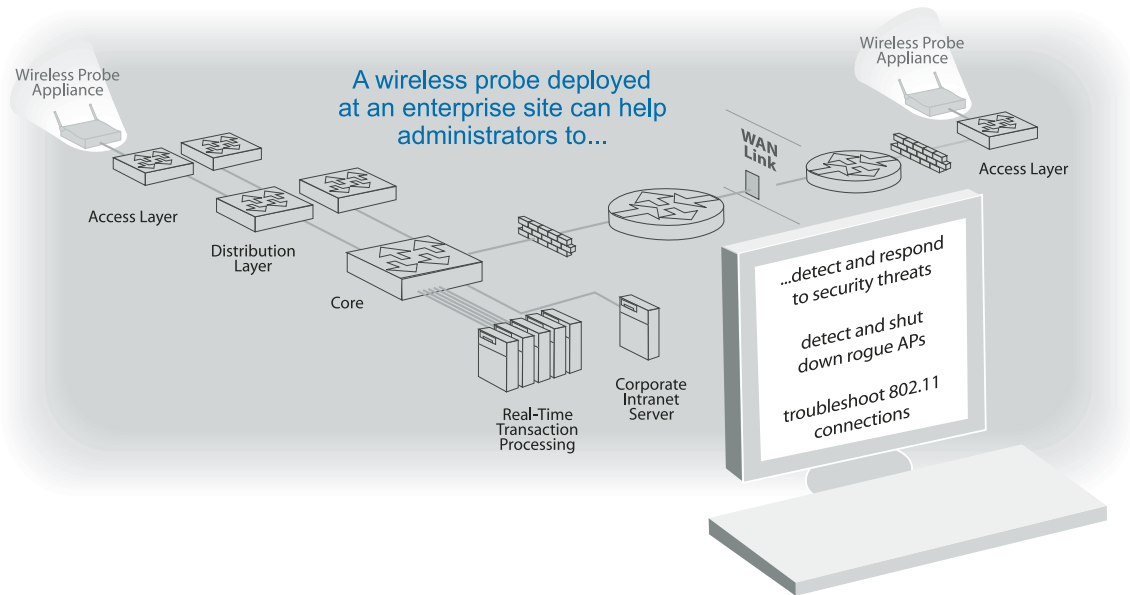 Wireless Probe
Appliance
A wireless probe deployed
at an enterprise site can help
administrators to...
Wireless Probe
Appliance
WAN
Link
Access Layer
Access Layer
Distribution
Layer
Core
Real-Time
Transaction
Processing
Corporate
Intranet
Server
...detect and respond
to security threats
detect and shut
down rogue APs
troubleshoot 802.11
connections